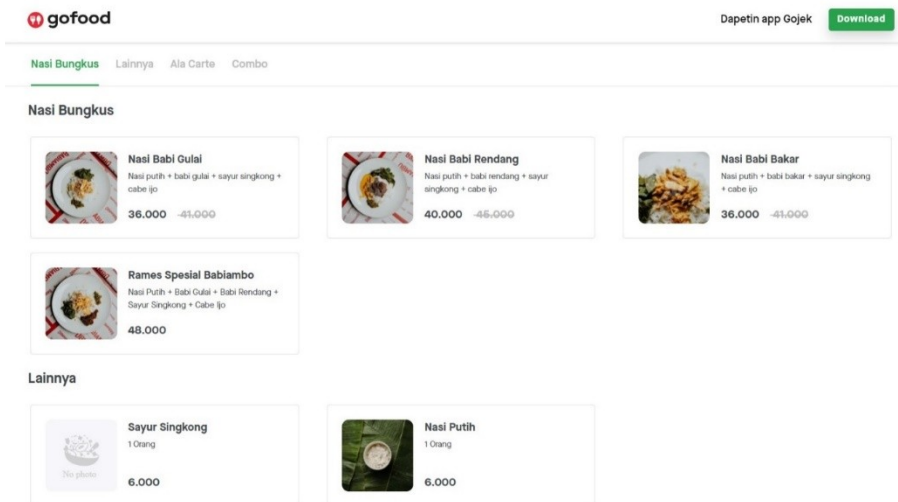 gofood
Dapetin app Gojek
Download
Nasi Bungkus
Lainnya
Ala Carte
Combo
Nasi Bungkus
Nasi Babi Gulai
Nasi putih + babi gulai + sayur singkong +
cabe ijo
36.000 41.000
Nasi Babi Rendang
Nasi putih + babi rendang + sayur
singkong + cabe ijo
40.000 45.000
Nasi Babi Bakar
Nasi putih + babi bakar + sayur singkong
+ cabe ijo
36.000 41.000
Rames Spesial Babiambo
Nasi Putih + Babi Gulai + Babi Rendang +
Sayur Singkong + Cabe Ijo
48.000
Lainnya
Sayur Singkong
1 Orang
No photo
6.000
Nasi Putih
1 Orang
6.000